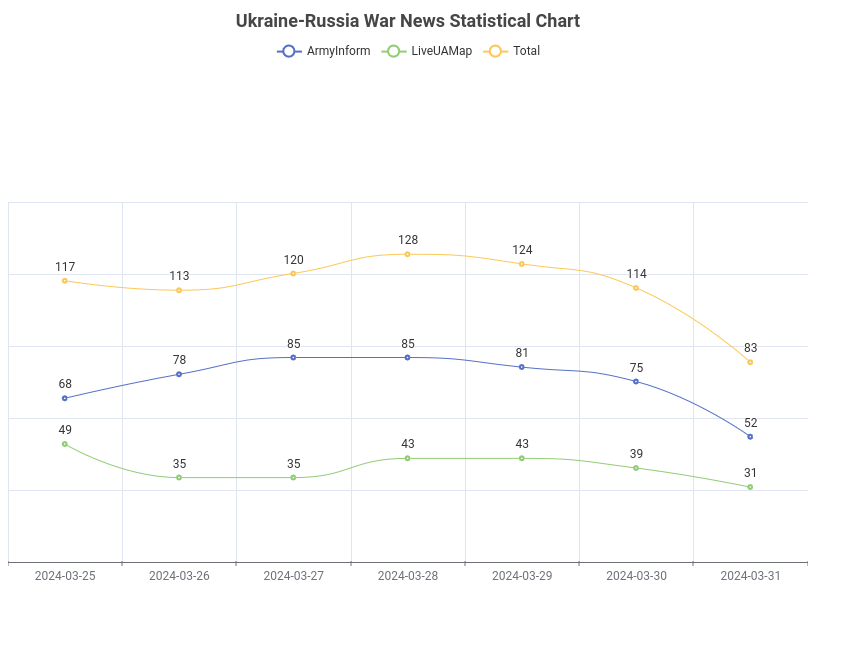 Ukraine-Russia War News Statistical Chart
ArmyInform LiveUAMap Total
117 113 120 128 124 114 83
68 78 85 85 81 75 52
49 35 35 43 43 39 31
2024-03-25 2024-03-26 2024-03-27 2024-03-28 2024-03-29 2024-03-30 2024-03-31